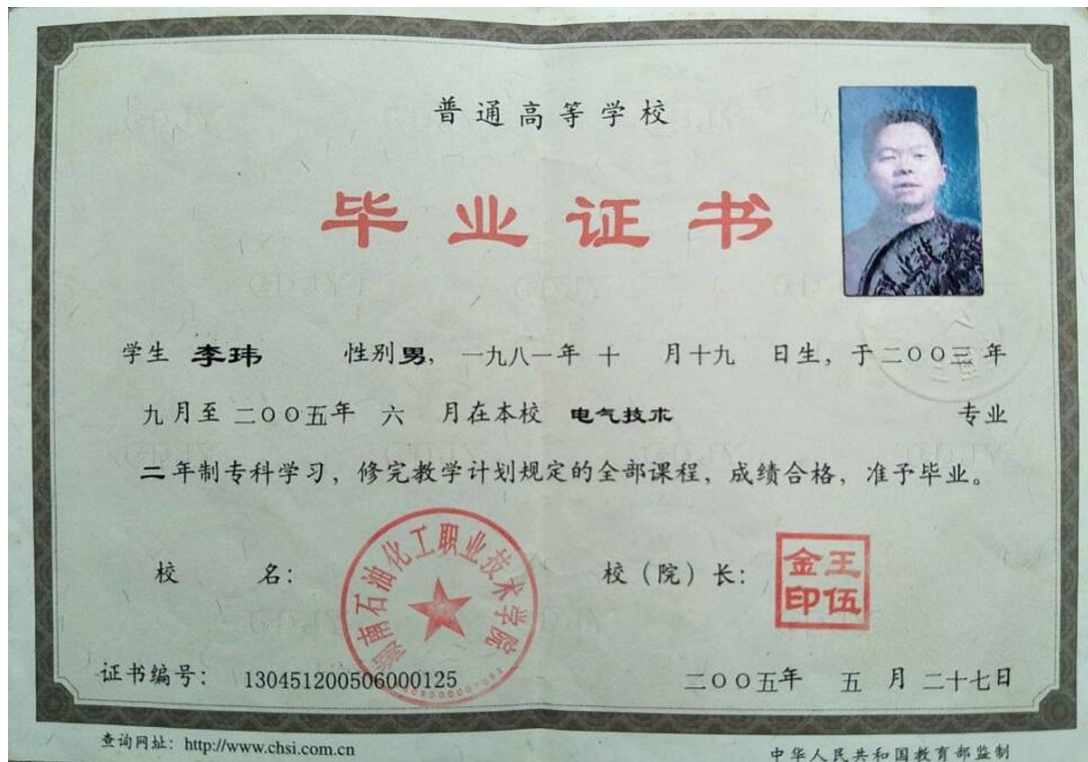 普通高等学校
毕业证书
学生 李玮 性别男，一九八一年 十 月十九 日生，于二〇〇三年
九月至 二〇〇五年 六 月在本校 电气技术 专业
二年制专科学习，修完教学计划规定的全部课程，成绩合格，准予毕业。
校 名： 校（院）长：
南石油化工职业技术学院
金王
印伍
证书编号： 130451200506000125 二〇〇五年 五 月 二十七日
查询网址：http://www.chsi.com.cn 中华人民共和国教育部监制